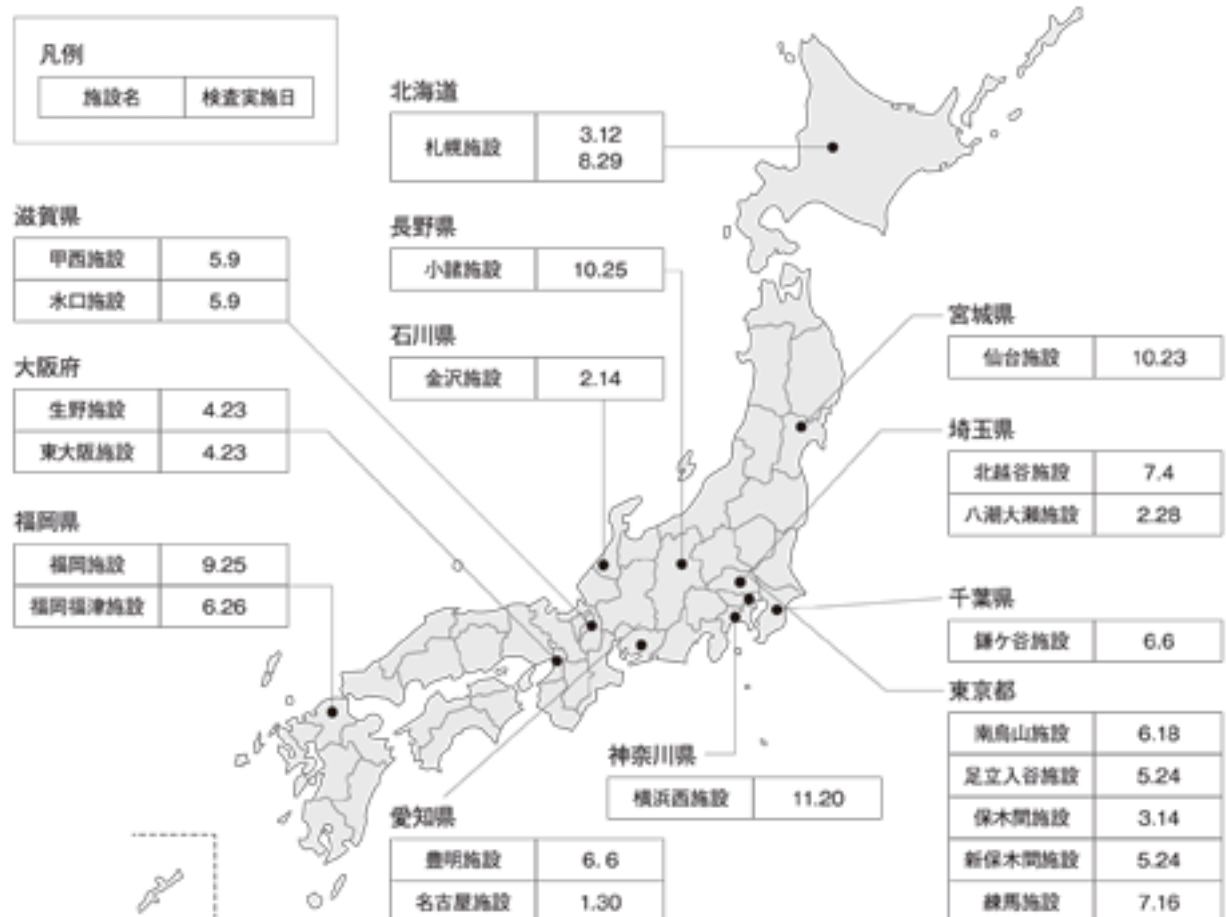 凡例
施設名 検査実施日
北海道
札幌施設 3.12
8.29
滋賀県
甲西施設 5.9
水口施設 5.9
長野県
小諸施設 10.25
石川県
金沢施設 2.14
大阪府
生野施設 4.23
東大阪施設 4.23
福岡県
福岡施設 9.25
福岡福津施設 6.26
宮城県
仙台施設 10.23
埼玉県
北越谷施設 7.4
八潮大瀬施設 2.28
千葉県
鎌ケ谷施設 6.6
東京都
南烏山施設 6.18
足立入谷施設 5.24
保木間施設 3.14
新保木間施設 5.24
練馬施設 7.16
神奈川県
横浜西施設 11.20
愛知県
豊明施設 6.6
名古屋施設 1.30